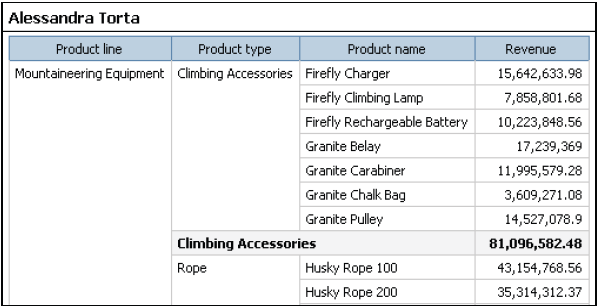 Alessandra Torta
Product line Product type Product name Revenue
Mountaineering Equipment Climbing Accessories Firefly Charger 15,642,633.98
Firefly Climbing Lamp 7,858,801.68
Firefly Rechargeable Battery 10,223,848.56
Granite Belay 17,239,369
Granite Carabiner 11,995,579.28
Granite Chalk Bag 3,609,271.08
Granite Pulley 14,527,078.9
Climbing Accessories 81,096,582.48
Rope Husky Rope 100 43,154,768.56
Husky Rope 200 35,314,312.37